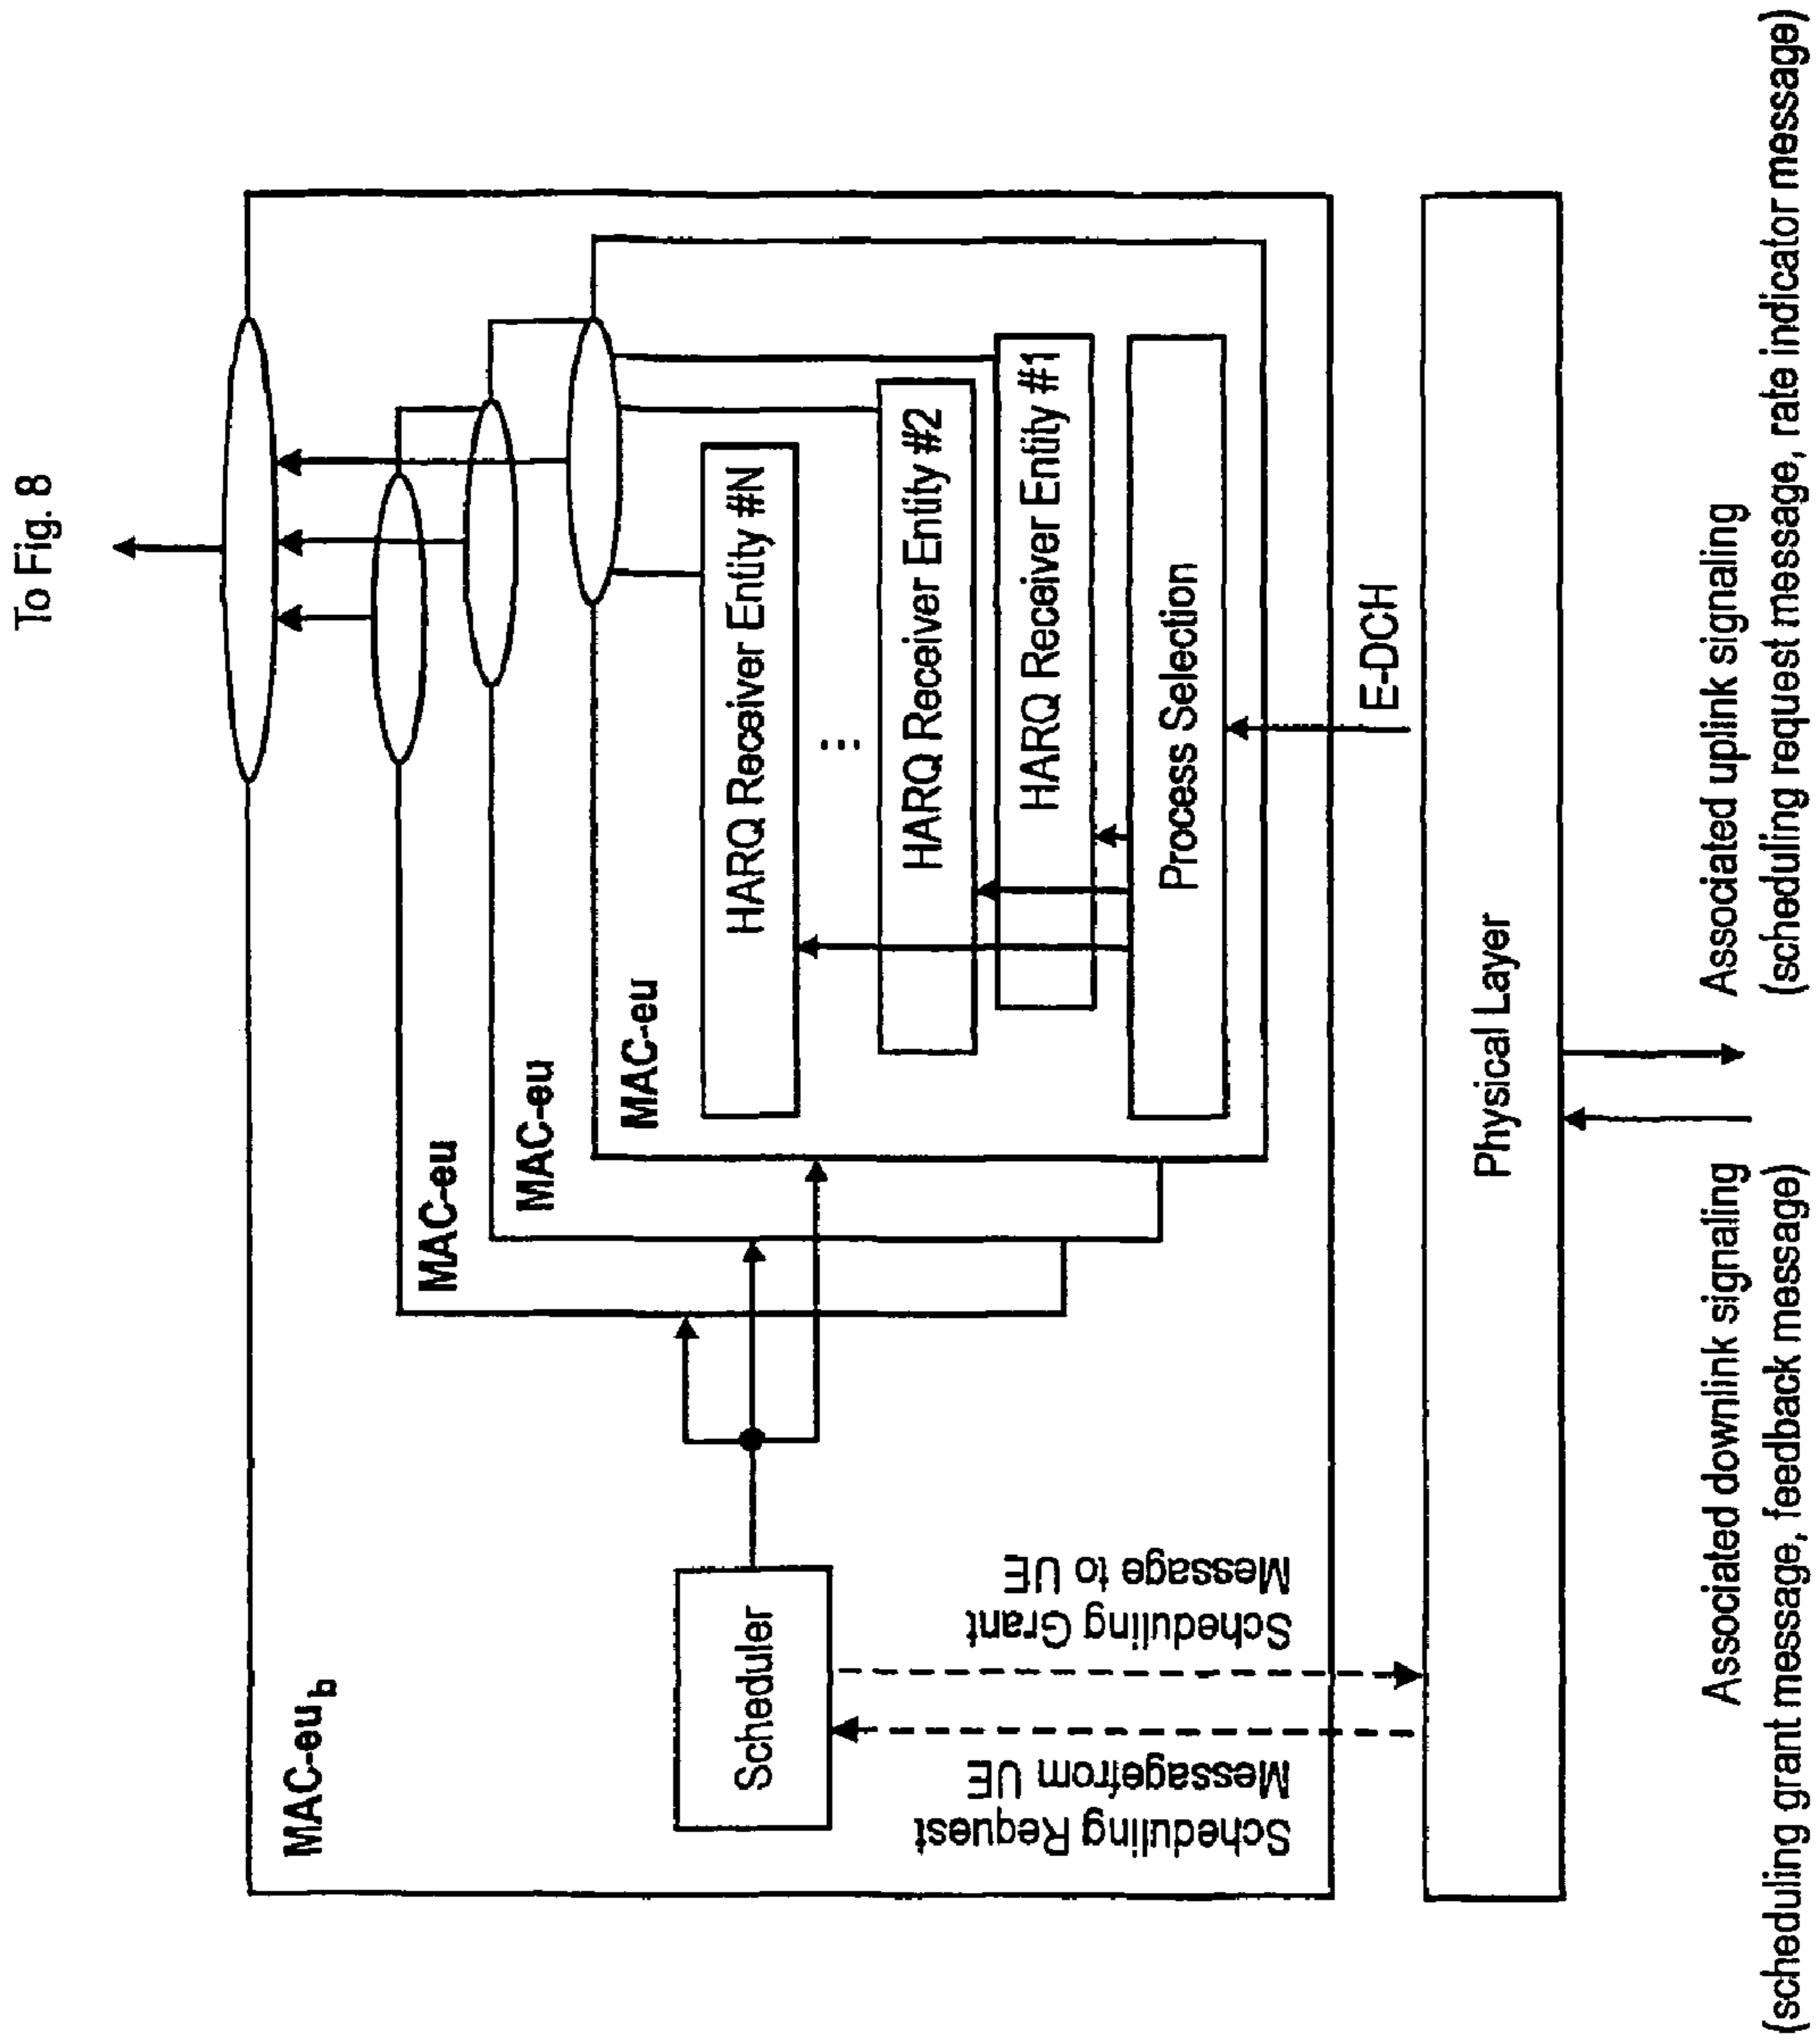 To Fig. 8
MAC-eu_b
MAC-eu
MAC-eu
MAC-eu
HARQ Receiver Entity #N
...
HARQ Receiver Entity #2
HARQ Receiver Entity #1
Process Selection
Scheduler
Scheduling Request
Messagefrom UE
Scheduling Grant
Message to UE
E-DCH
Physical Layer
Associated downlink signaling
(scheduling grant message, feedback message)
Associated uplink signaling
(scheduling request message, rate indicator message)